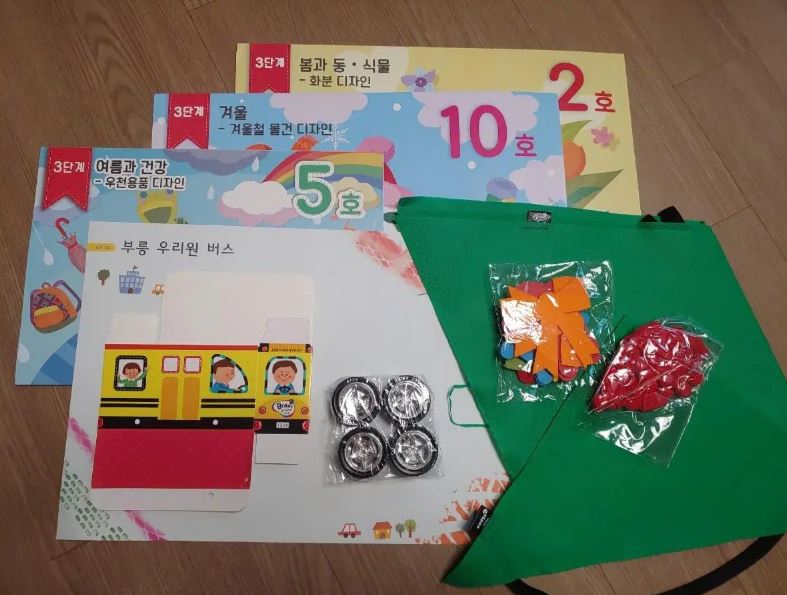 3단계
봄과 동・식물
- 화분 디자인
2호
3단계
겨울
- 겨울철 물건 디자인
10호
3단계
여름과 건강
- 우천용품 디자인
5호
부릉 우리원 버스